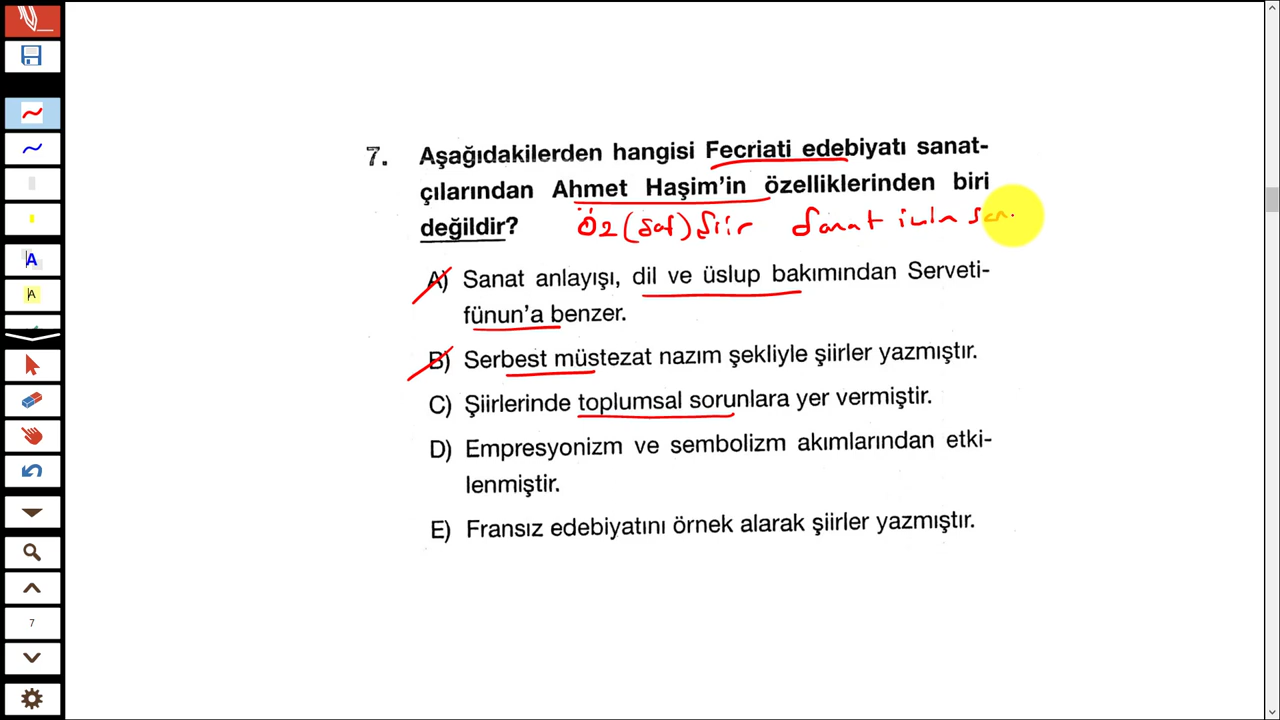 7. Aşağıdakilerden hangisi Fecriati edebiyatı sanat-
çılarından Ahmet Haşim’in özelliklerinden biri
değildir? Öz (saf) şiir Sanat için san
A) Sanat anlayışı, dil ve üslup bakımından Serveti-
fünun’a benzer.
B) Serbest müstezat nazım şekliyle şiirler yazmıştır.
C) Şiirlerinde toplumsal sorunlara yer vermiştir.
D) Empresyonizm ve sembolizm akımlarından etki-
lenmiştir.
E) Fransız edebiyatını örnek alarak şiirler yazmıştır.
A
A
7